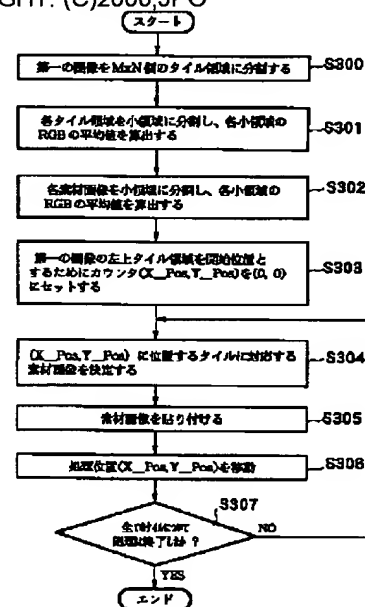 GHT: (C)2000,JPO
スタート
第一の画像をMxN個のタイル領域に分割する
S300
各タイル領域を小領域に分割し、各小領域の
RGBの平均値を算出する
S301
各素材画像を小領域に分割し、各小領域の
RGBの平均値を算出する
S302
第一の画像の左上タイル領域を開始位置と
するためにカウンタ(X_Pos,Y_Pos)を(0, 0)
にセットする
S303
(X_Pos,Y_Pos) に位置するタイルに対応する
素材画像を決定する
S304
素材画像を貼り付ける
S305
処理位置(X_Pos,Y_Pos)を移動
S306
S307
全てのタイルについて
処理は終了したか ?
NO
YES
エンド